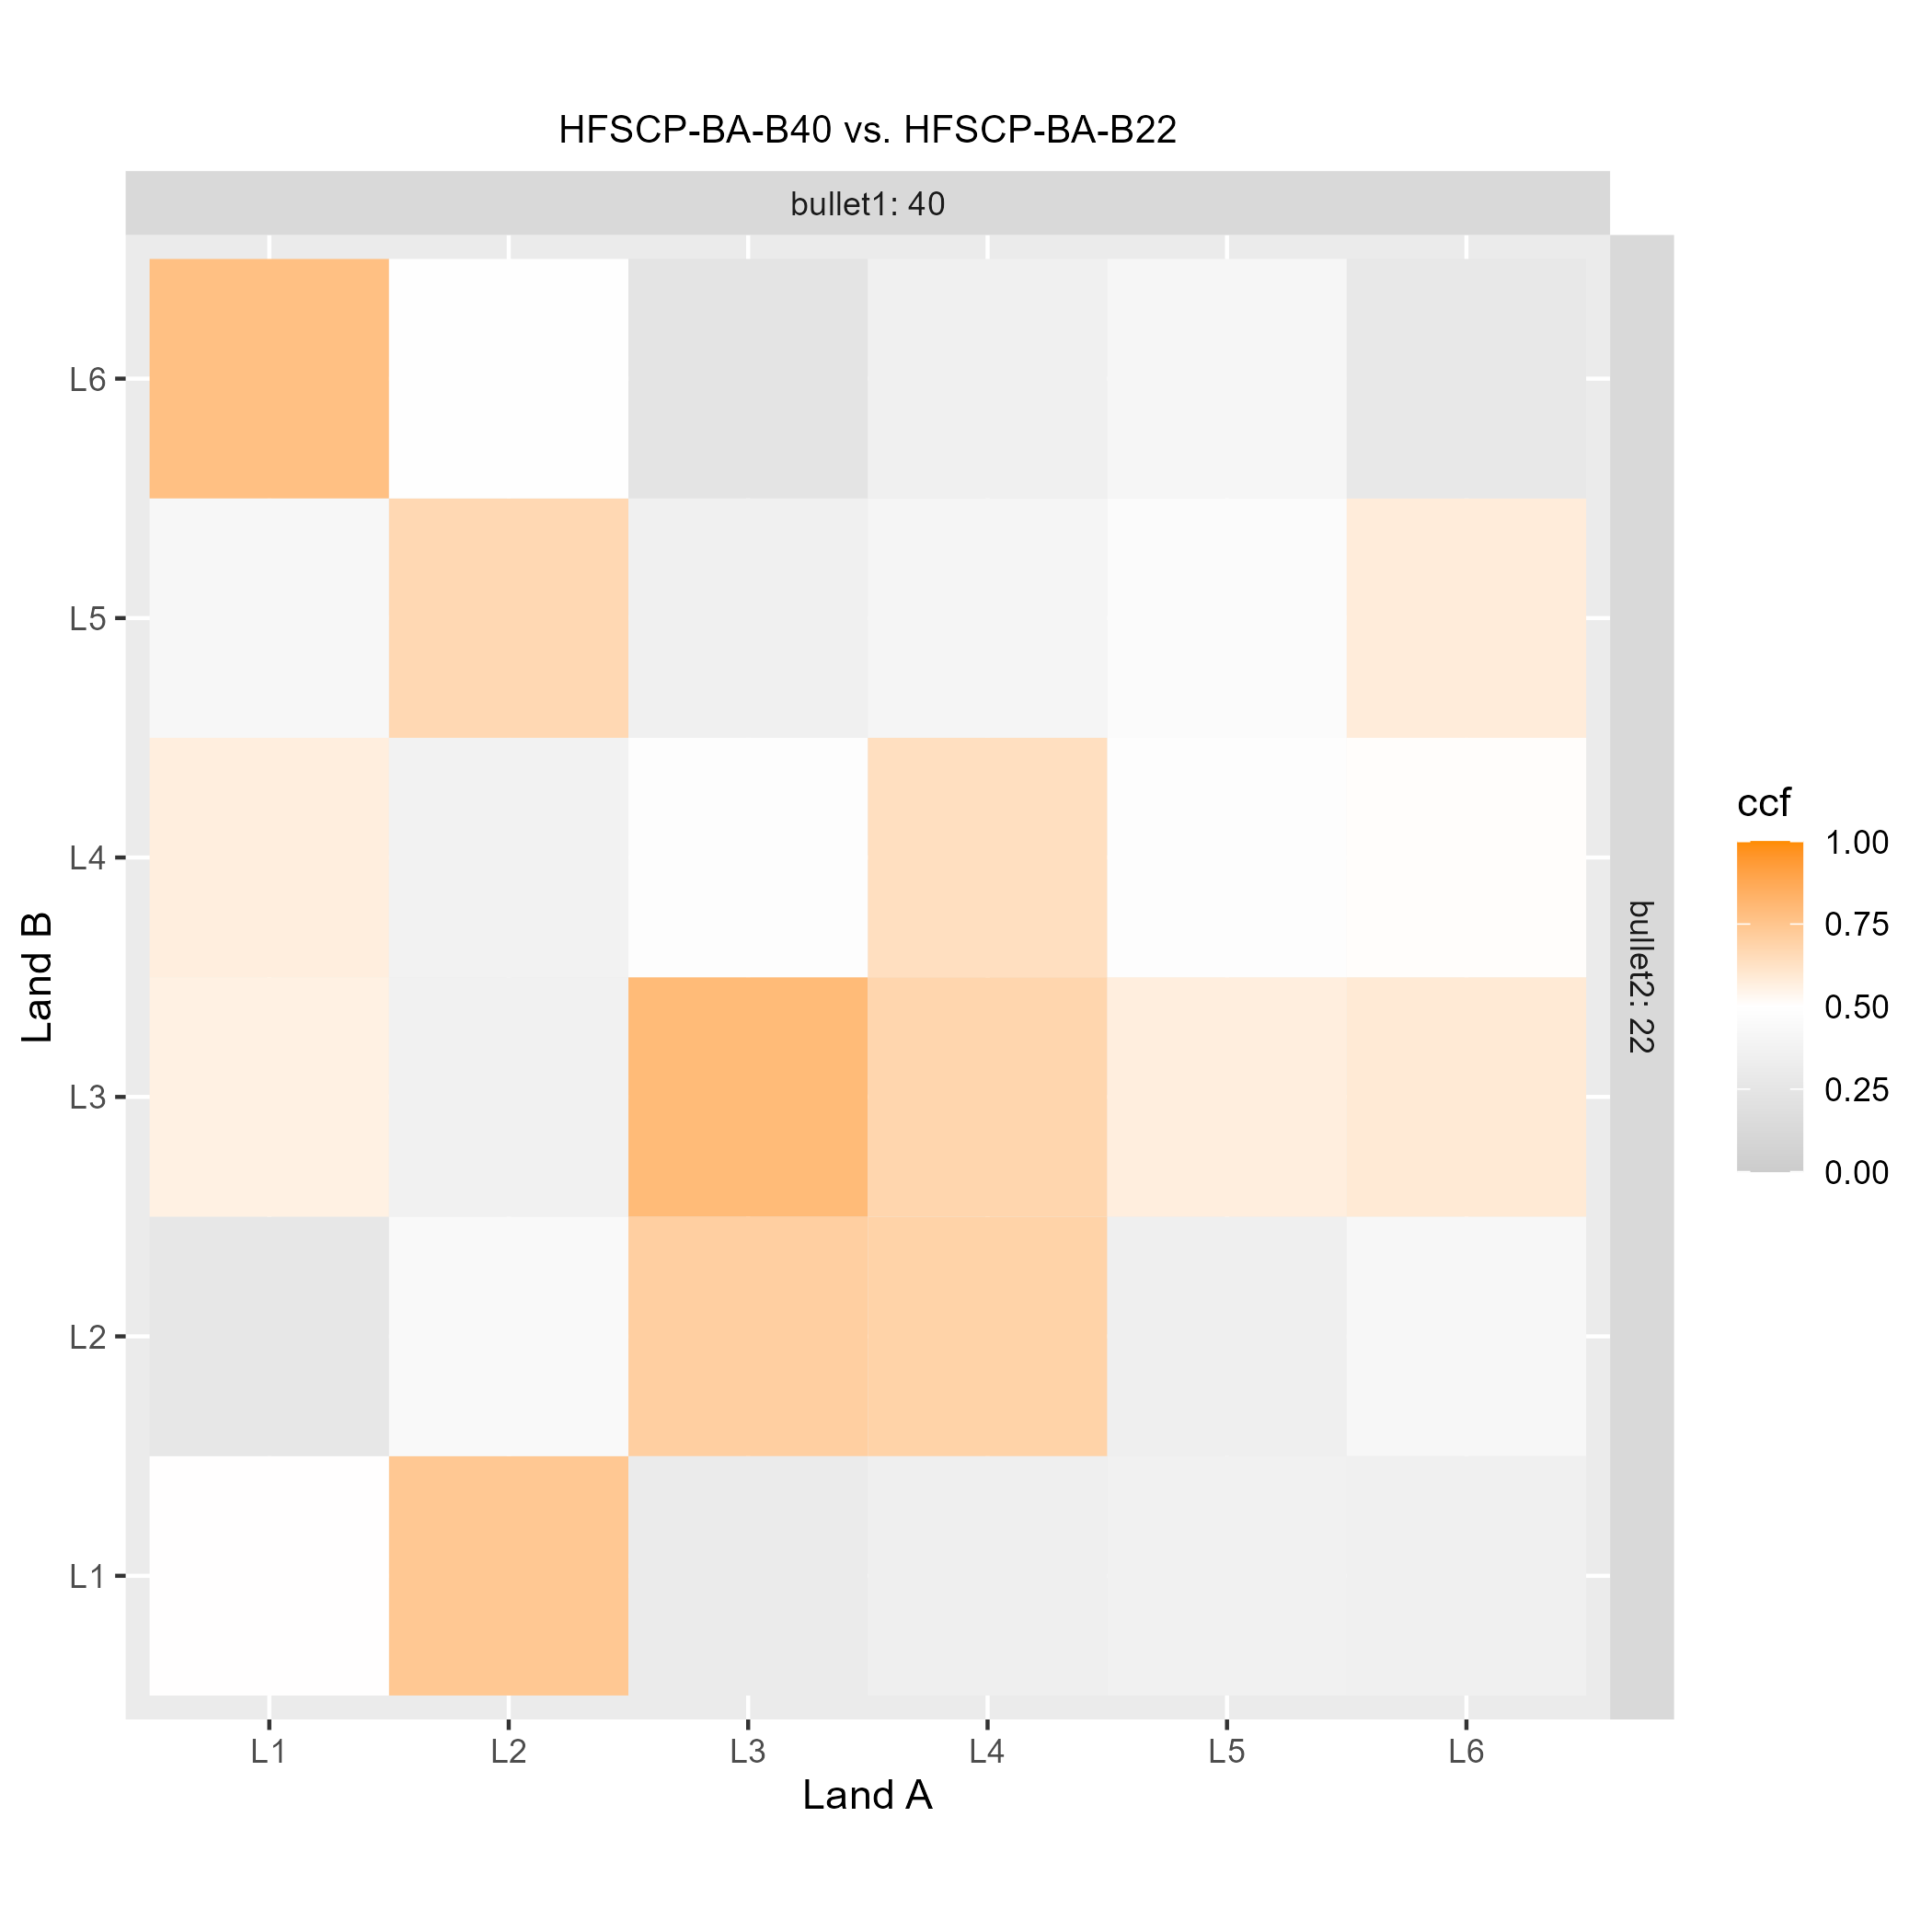 HFSCP-BA-B40 vs. HFSCP-BA-B22
bullet1: 40
L6
L5
L4
L3
L2
L1
Land B
bullet2: 22
L1 L2 L3 L4 L5 L6
Land A
ccf
1.00
0.75
0.50
0.25
0.00